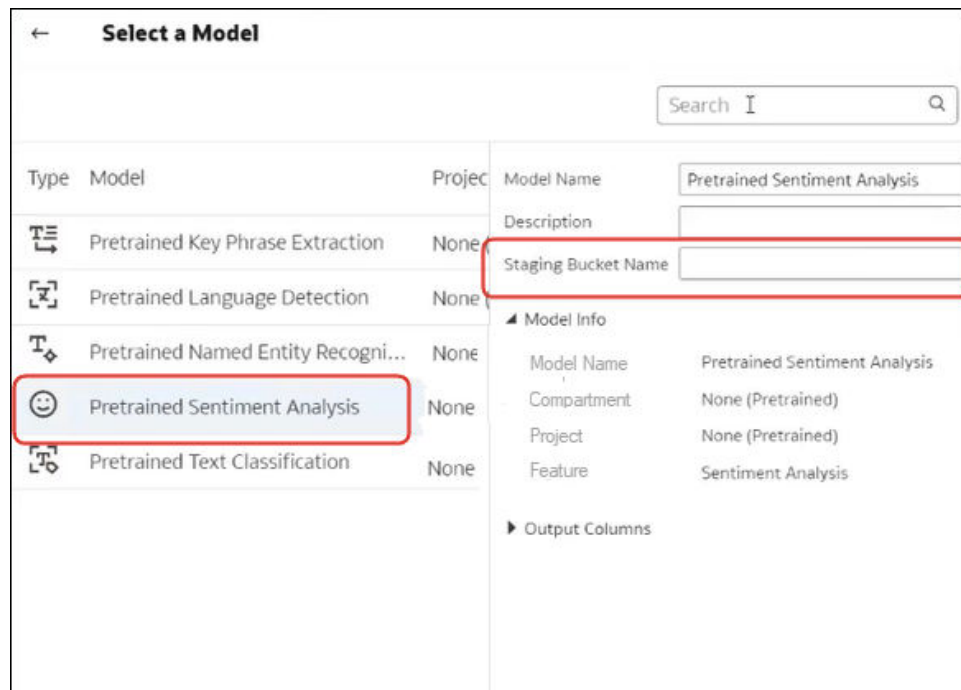 ← Select a Model
Search
Type Model Projec
Pretrained Key Phrase Extraction None (
Pretrained Language Detection None (
Pretrained Named Entity Recogni... None
Pretrained Sentiment Analysis None
Pretrained Text Classification None
Model Name Pretrained Sentiment Analysis
Description
Staging Bucket Name
Model Info
Model Name Pretrained Sentiment Analysis
Compartment None (Pretrained)
Project None (Pretrained)
Feature Sentiment Analysis
Output Columns